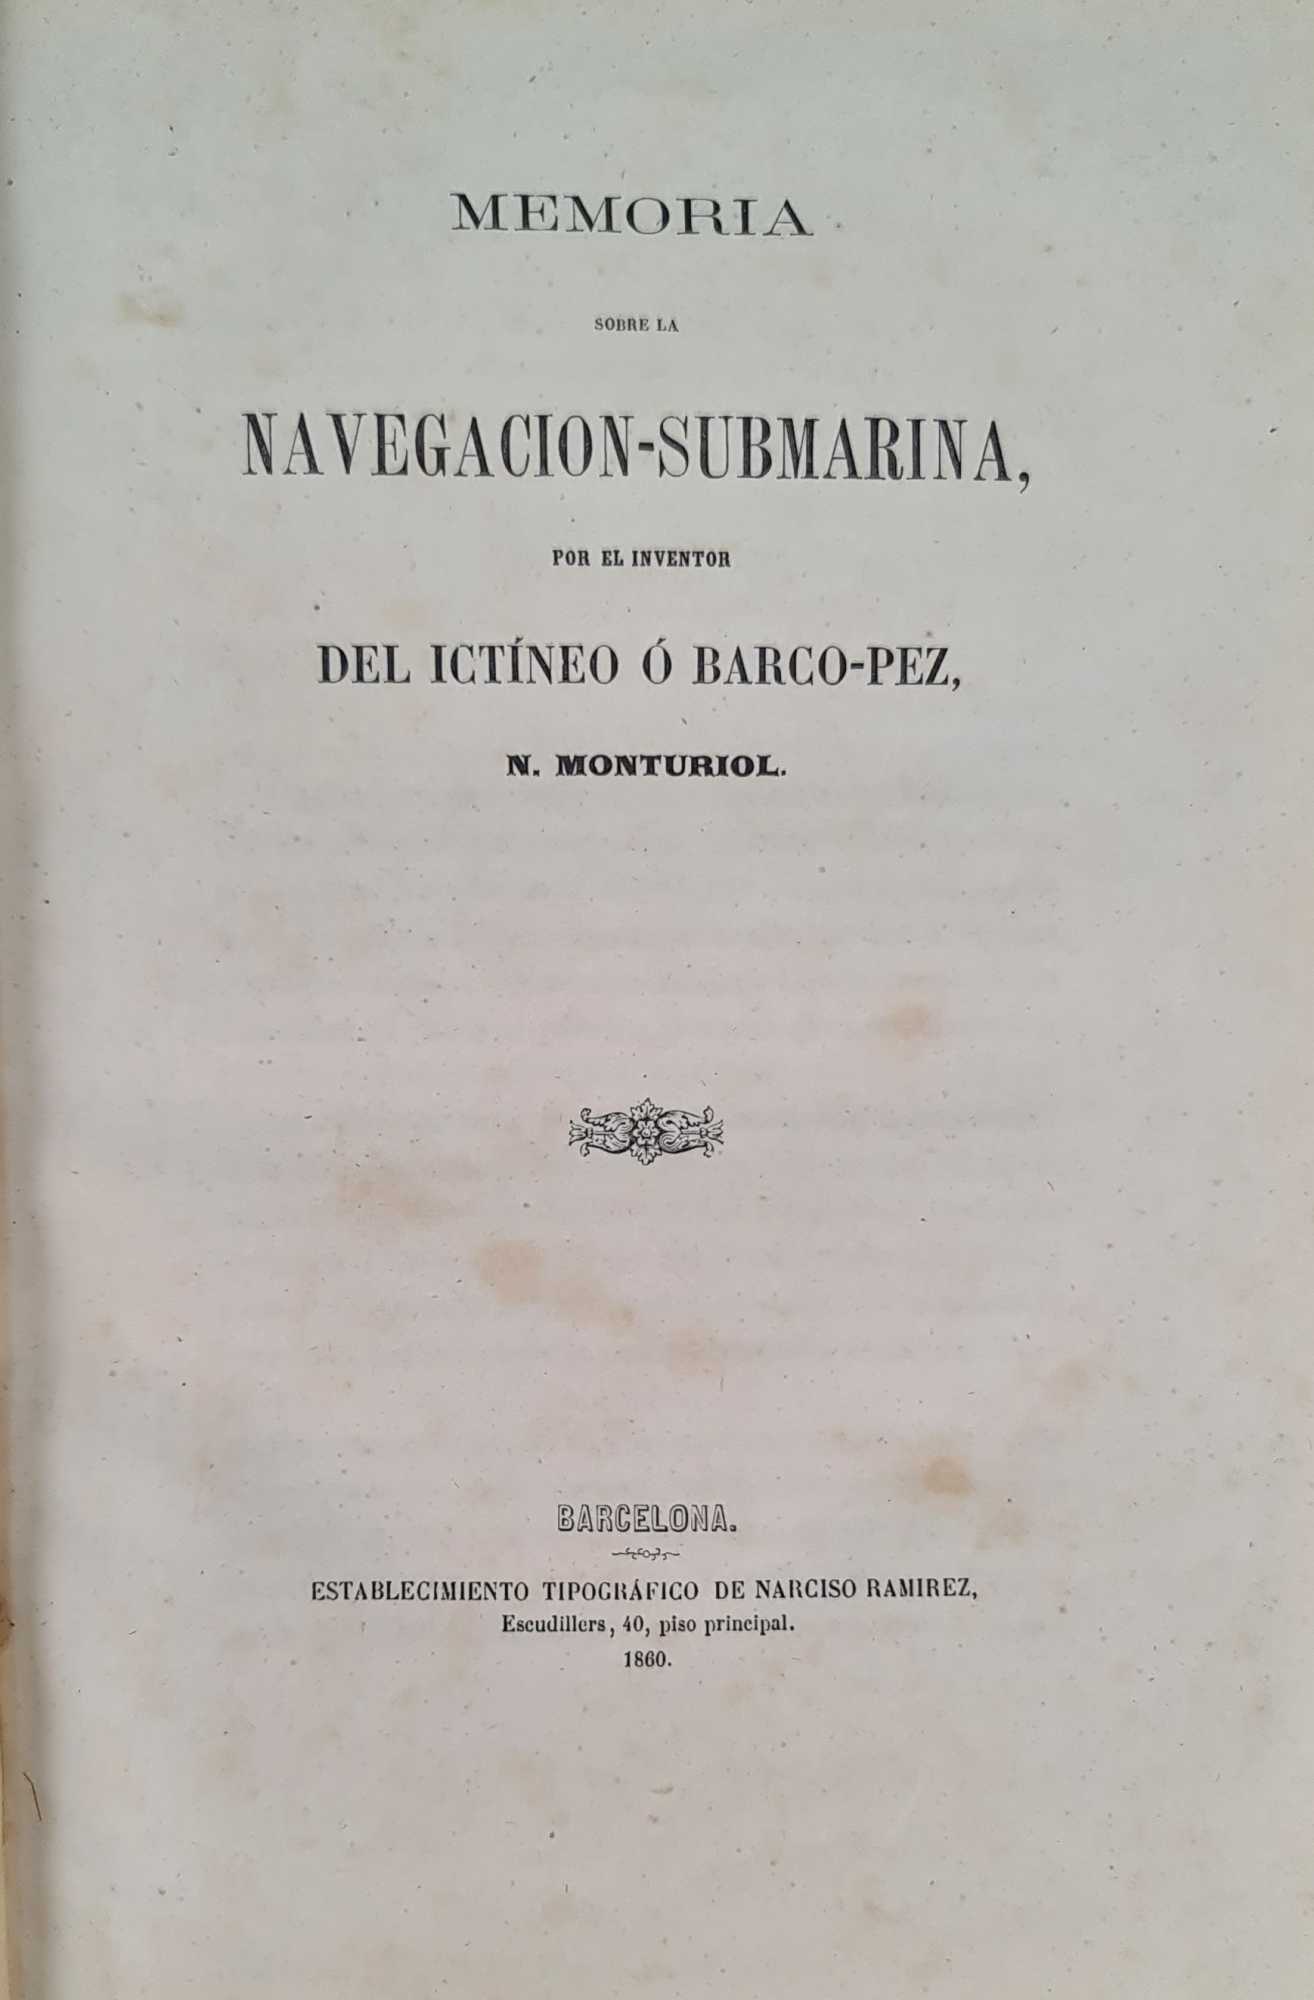 MEMORIA
SOBRE LA
NAVEGACION-SUBMARINA,
POR EL INVENTOR
DEL ICTÍNEO Ó BARCO-PEZ,
N. MONTURIOL.
BARCELONA.
ESTABLECIMIENTO TIPOGRÁFICO DE NARCISO RAMIREZ,
Escudillers, 40, piso principal.
1860.